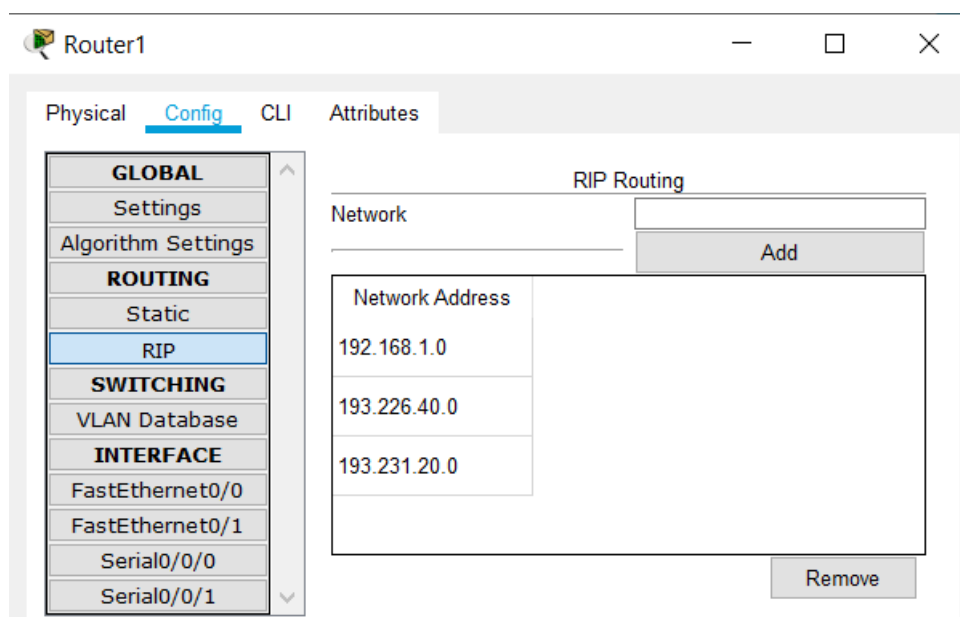 Router1
Physical Config CLI Attributes
GLOBAL
Settings
Algorithm Settings
ROUTING
Static
RIP
SWITCHING
VLAN Database
INTERFACE
FastEthernet0/0
FastEthernet0/1
Serial0/0/0
Serial0/0/1
RIP Routing
Network
Add
Network Address
192.168.1.0
193.226.40.0
193.231.20.0
Remove